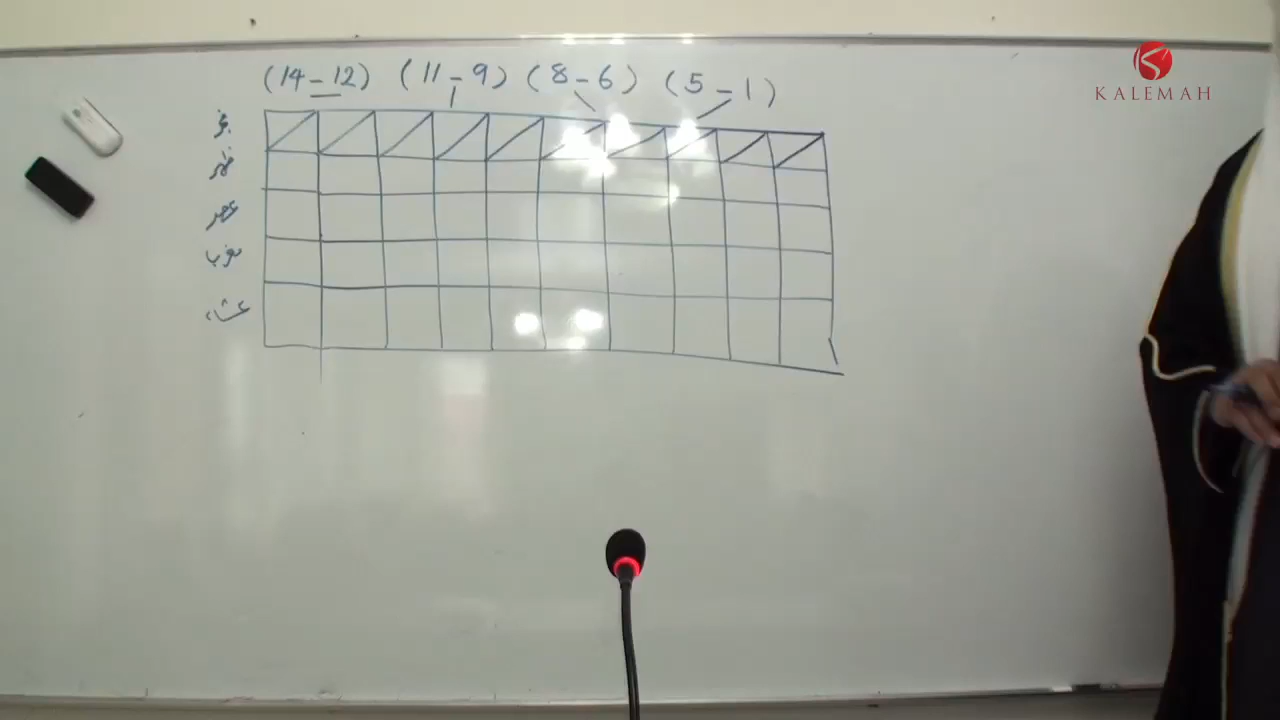 (14 - 12) (11 - 9) (8 - 6) (5 - 1)
KALEMAH
فجر
ظهر
عصر
مغرب
عشاء